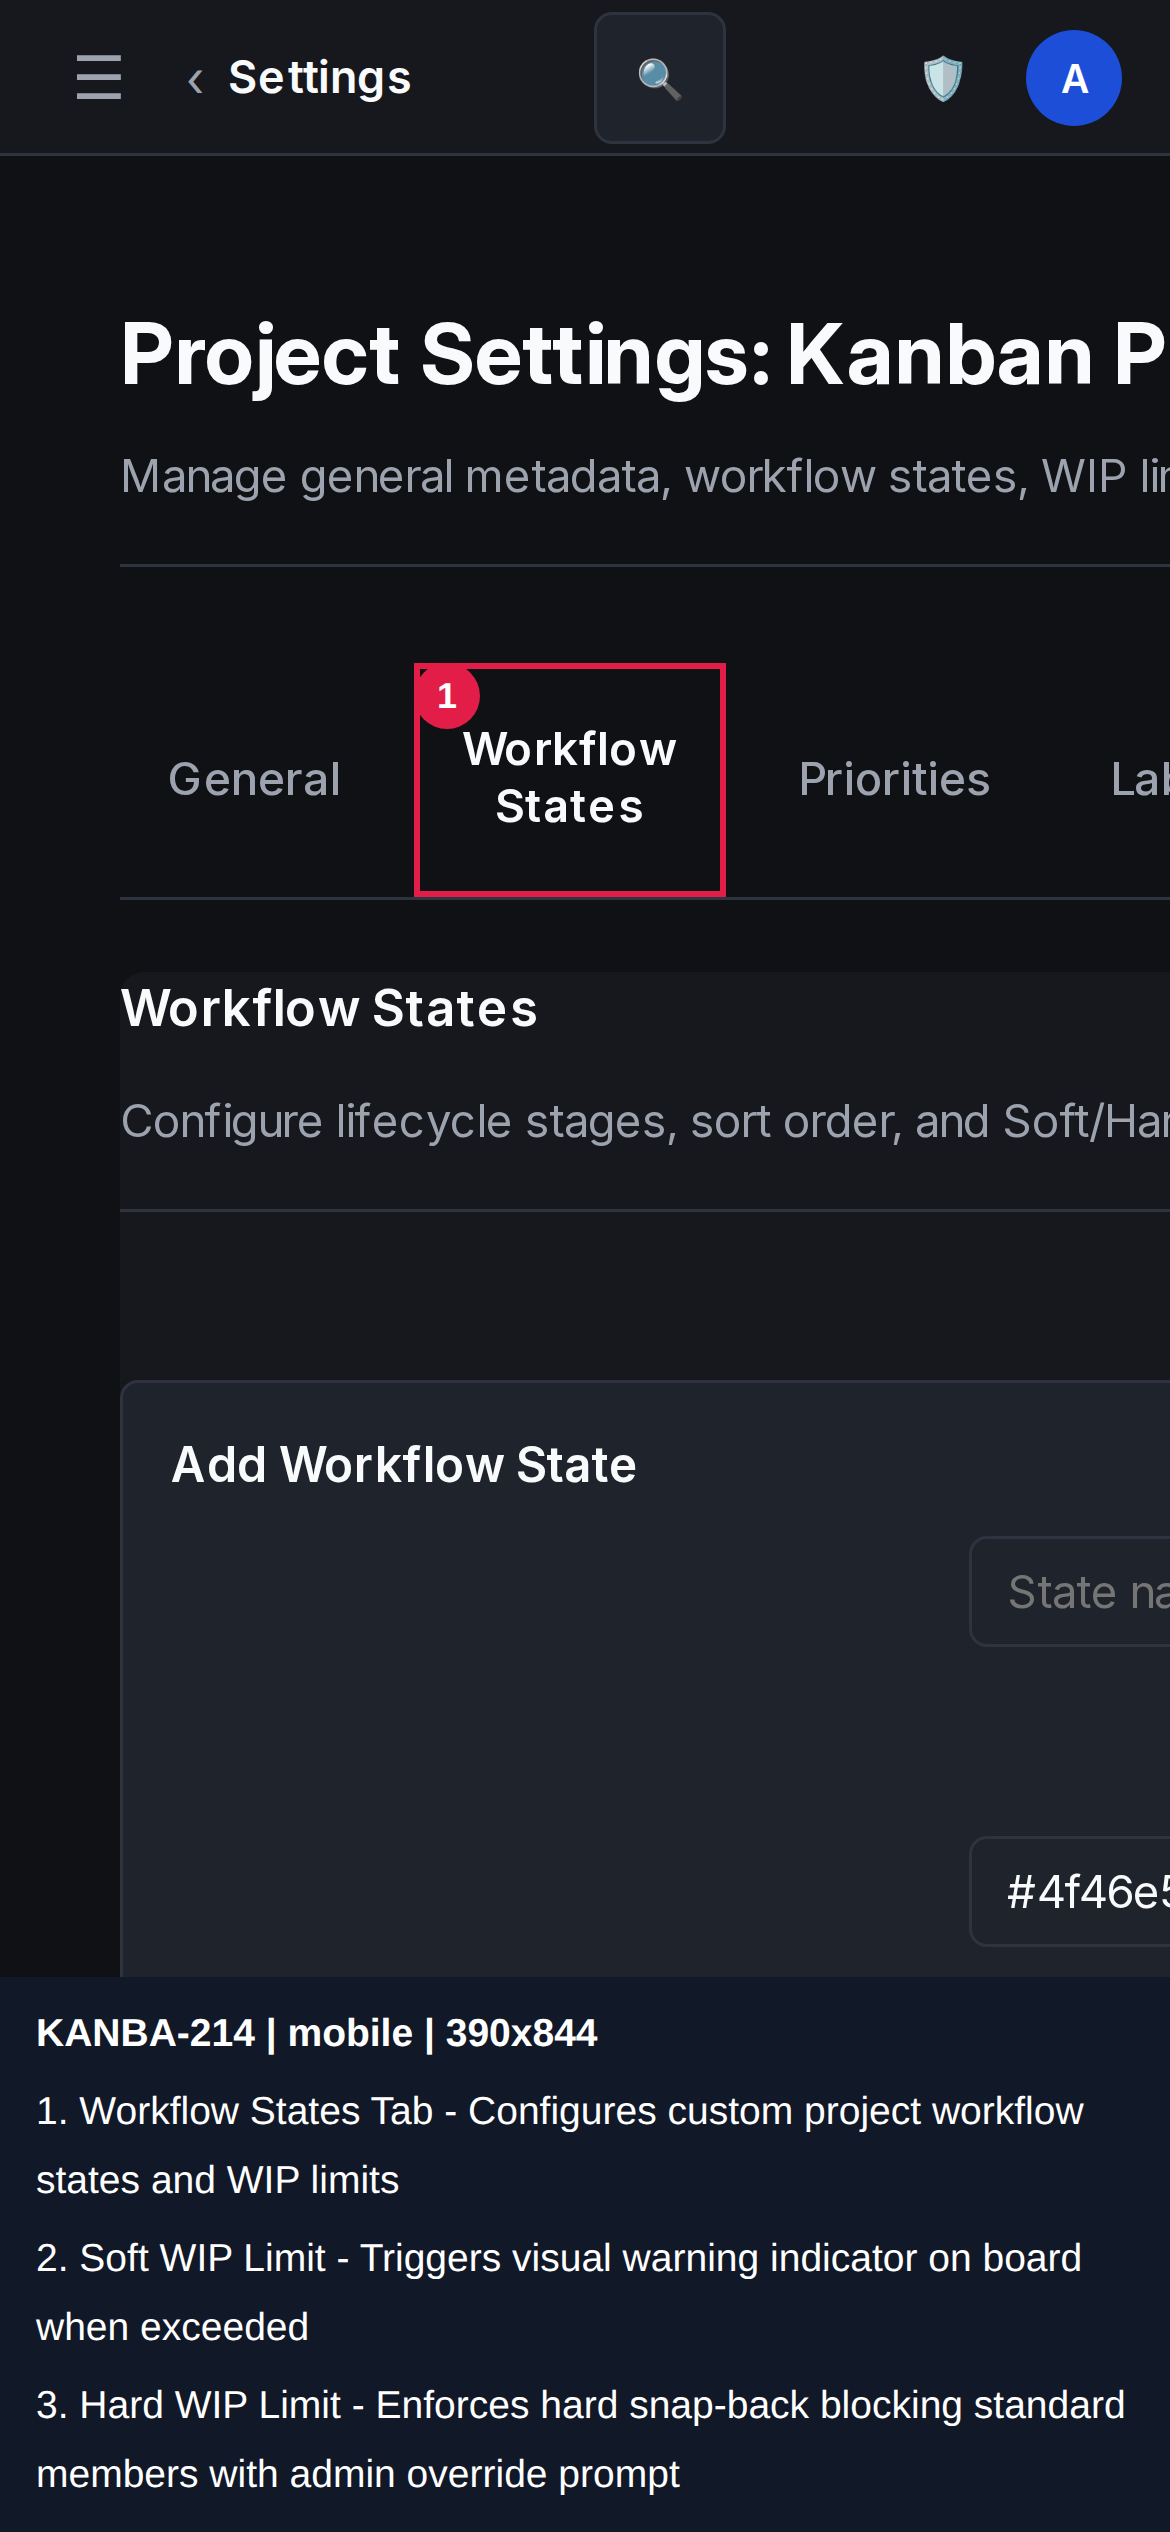 Settings
A
Project Settings: Kanban P
Manage general metadata, workflow states, WIP
1
General
Workflow
States
Priorities
Lab
Workflow States
Configure lifecycle stages, sort order, and Soft/Har
Add Workflow State
State na
#4f46e5
KANBA-214 | mobile | 390x844
1. Workflow States Tab - Configures custom project workflow
states and WIP limits
2. Soft WIP Limit - Triggers visual warning indicator on board
when exceeded
3. Hard WIP Limit - Enforces hard snap-back blocking standard
members with admin override prompt